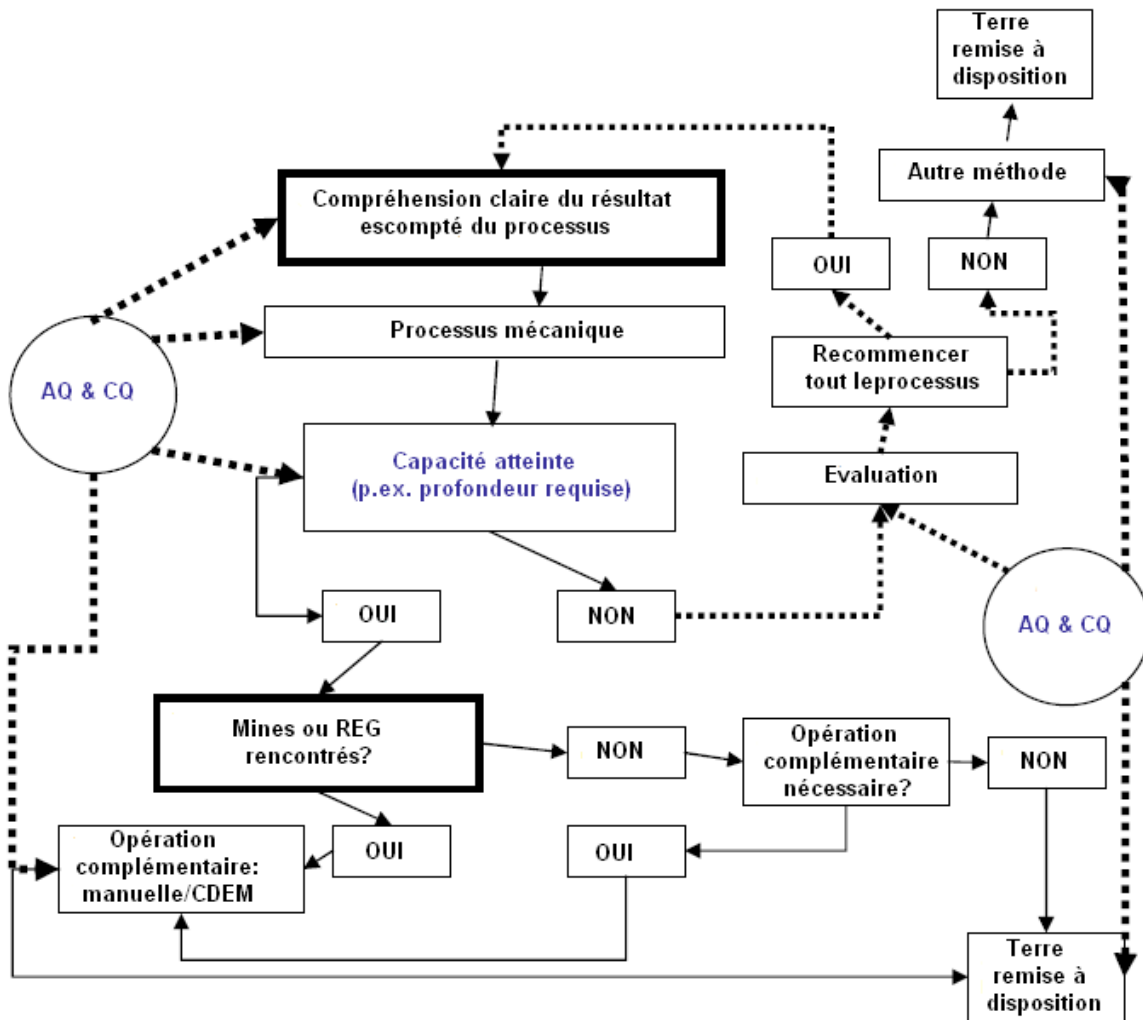 Terre
remise à
disposition
Autre méthode
Compréhension claire du résultat
escompté du processus
OUI
NON
Processus mécanique
Recommencer
tout leprocessus
AQ & CQ
Capacité atteinte
(p.ex. profondeur requise)
Evaluation
OUI
NON
AQ & CQ
Mines ou REG
rencontrés?
NON
Opération
complémentaire
nécessaire?
NON
Opération
complémentaire:
manuelle/CDEM
OUI
OUI
Terre
remise à
disposition